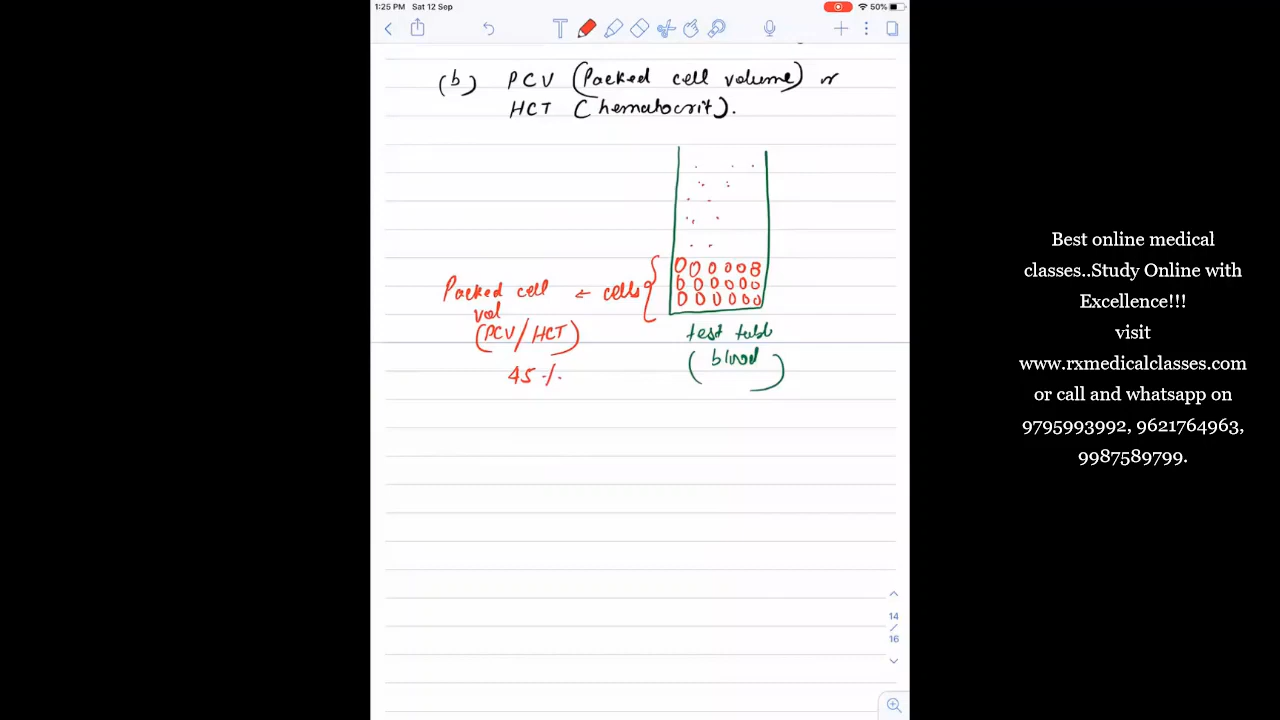 1:25 PM Sat 12 Sep
50%
T
(b) PCV (Packed cell volume) or
HCT (hematocrit).
Packed cell ← cells
vol
(PCV/HCT)
45 %
test tube
(blood)
14
/
16
Best online medical
classes..Study Online with
Excellence!!!
visit
www.rxmedicalclasses.com
or call and whatsapp on
9795993992, 9621764963,
9987589799.